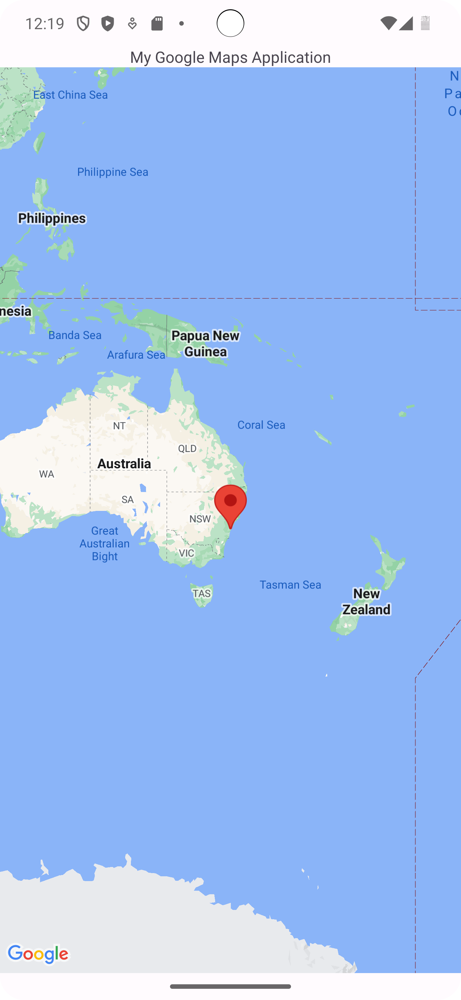 12:19
My Google Maps Application
N
Pa
East China Sea
Philippine Sea
Philippines
nesia
Banda Sea
Papua New
Guinea
Arafura Sea
NT
Coral Sea
QLD
Australia
WA
SA
NSW
Great
Australian
Bight
VIC
Tasman Sea
TAS
New
Zealand
Google